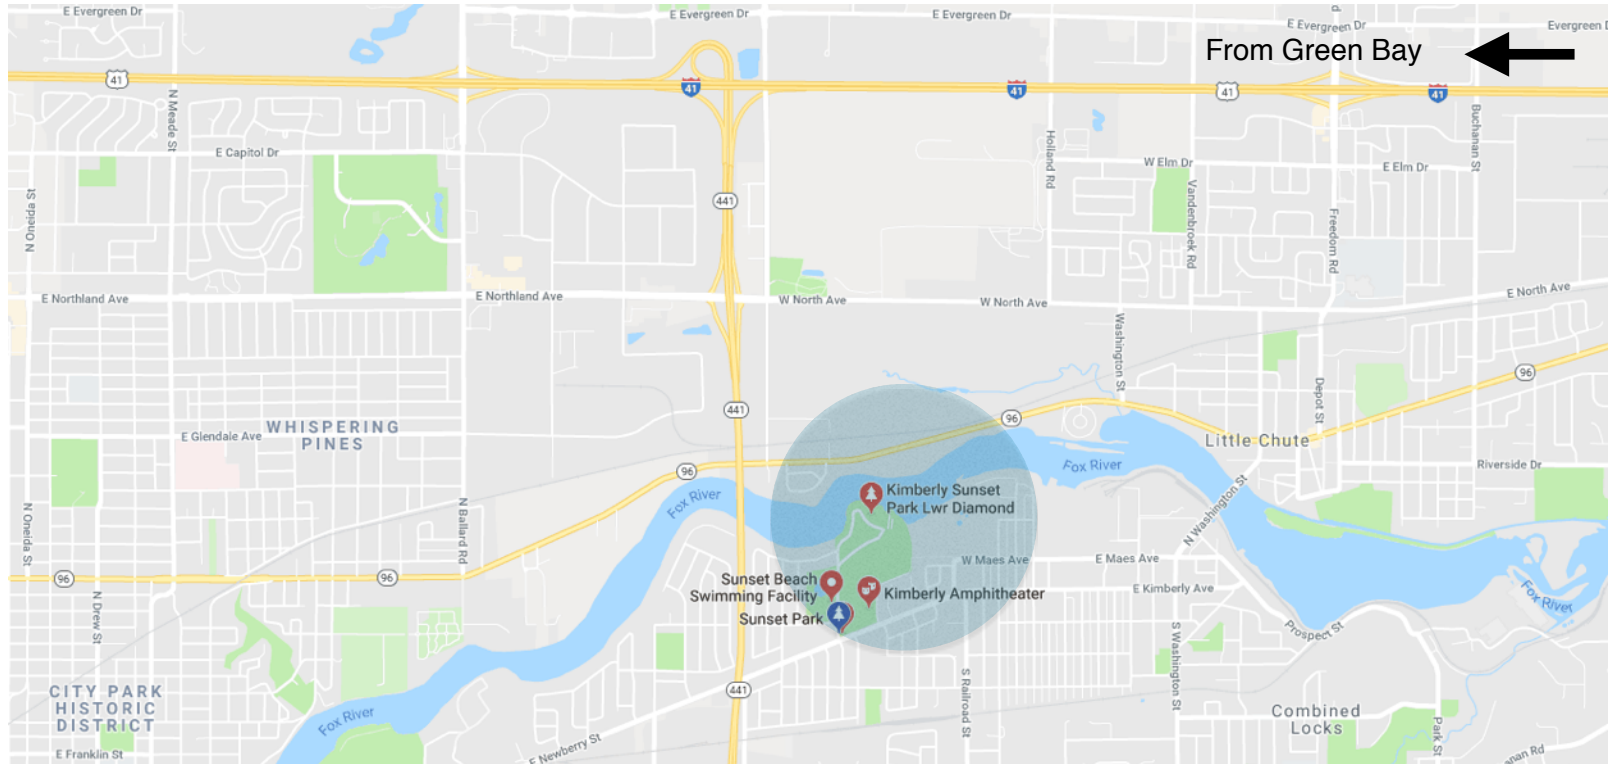 E Evergreen Dr
E Evergreen Dr
E Evergreen Dr
E Evergreen Dr
Evergreen D
From Green Bay
41
41
41
41
41
N Meade St
E Capitol Dr
Holland Rd
W Elm Dr
E Elm Dr
Buchanan St
N Oneida St
441
Vandenbroek Rd
Freedom Rd
E Northland Ave
E Northland Ave
W North Ave
W North Ave
E North Ave
Washington St
96
Depot St
441
96
WHISPERING
PINES
E Glendale Ave
Little Chute
96
Fox River
Riverside Dr
Fox River
Kimberly Sunset
Park Lwr Diamond
N Oneida St
N Ballard Rd
N Washington St
W Maes Ave
E Maes Ave
96
96
Sunset Beach
Swimming Facility
Kimberly Amphitheater
E Kimberly Ave
Fox River
N Drew St
Sunset Park
Prospect St
S Washington St
S Railroad St
441
CITY PARK
HISTORIC
DISTRICT
Fox River
Combined
Locks
Park St
E Newberry St
E Franklin St
anan Rd